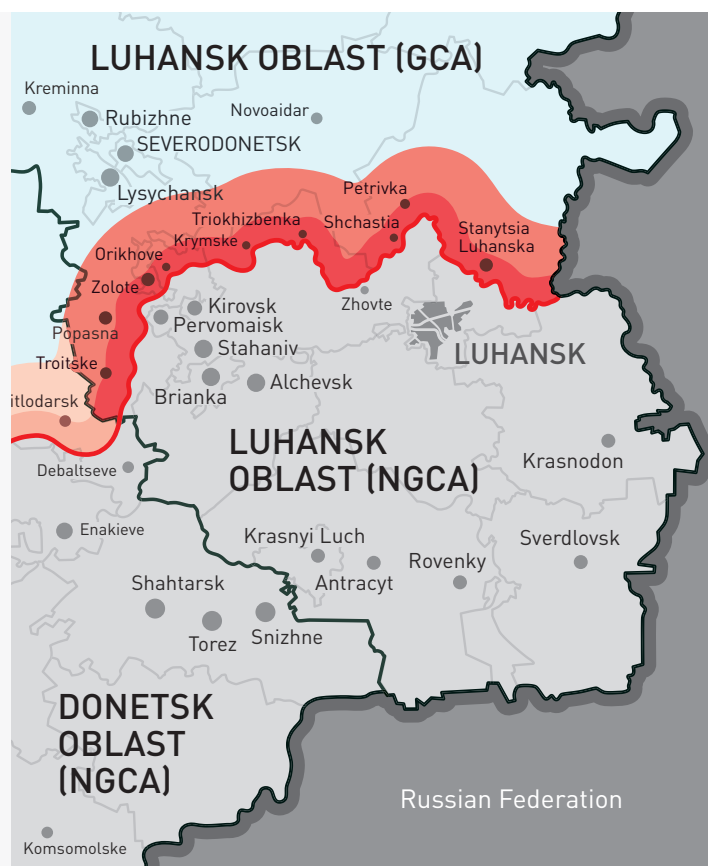 LUHANSK OBLAST (GCA)
Kreminna
Novoaidar
Rubizhne
SEVERODONETSK
Lysychansk
Petrivka
Triokhizbenka
Shchastia
Stanytsia
Luhanska
Orikhove
Krymske
Zolote
Zhovte
Kirovsk
Popasna
Pervomaisk
Stahaniv
LUHANSK
Troitske
Brianka
Alchevsk
itlodarsk
LUHANSK
OBLAST (NGCA)
Krasnodon
Debaltseve
Enakieve
Krasnyi Luch
Sverdlovsk
Rovenky
Antracyt
Shahtarsk
Torez
Snizhne
DONETSK
OBLAST
(NGCA)
Russian Federation
Komsomolske